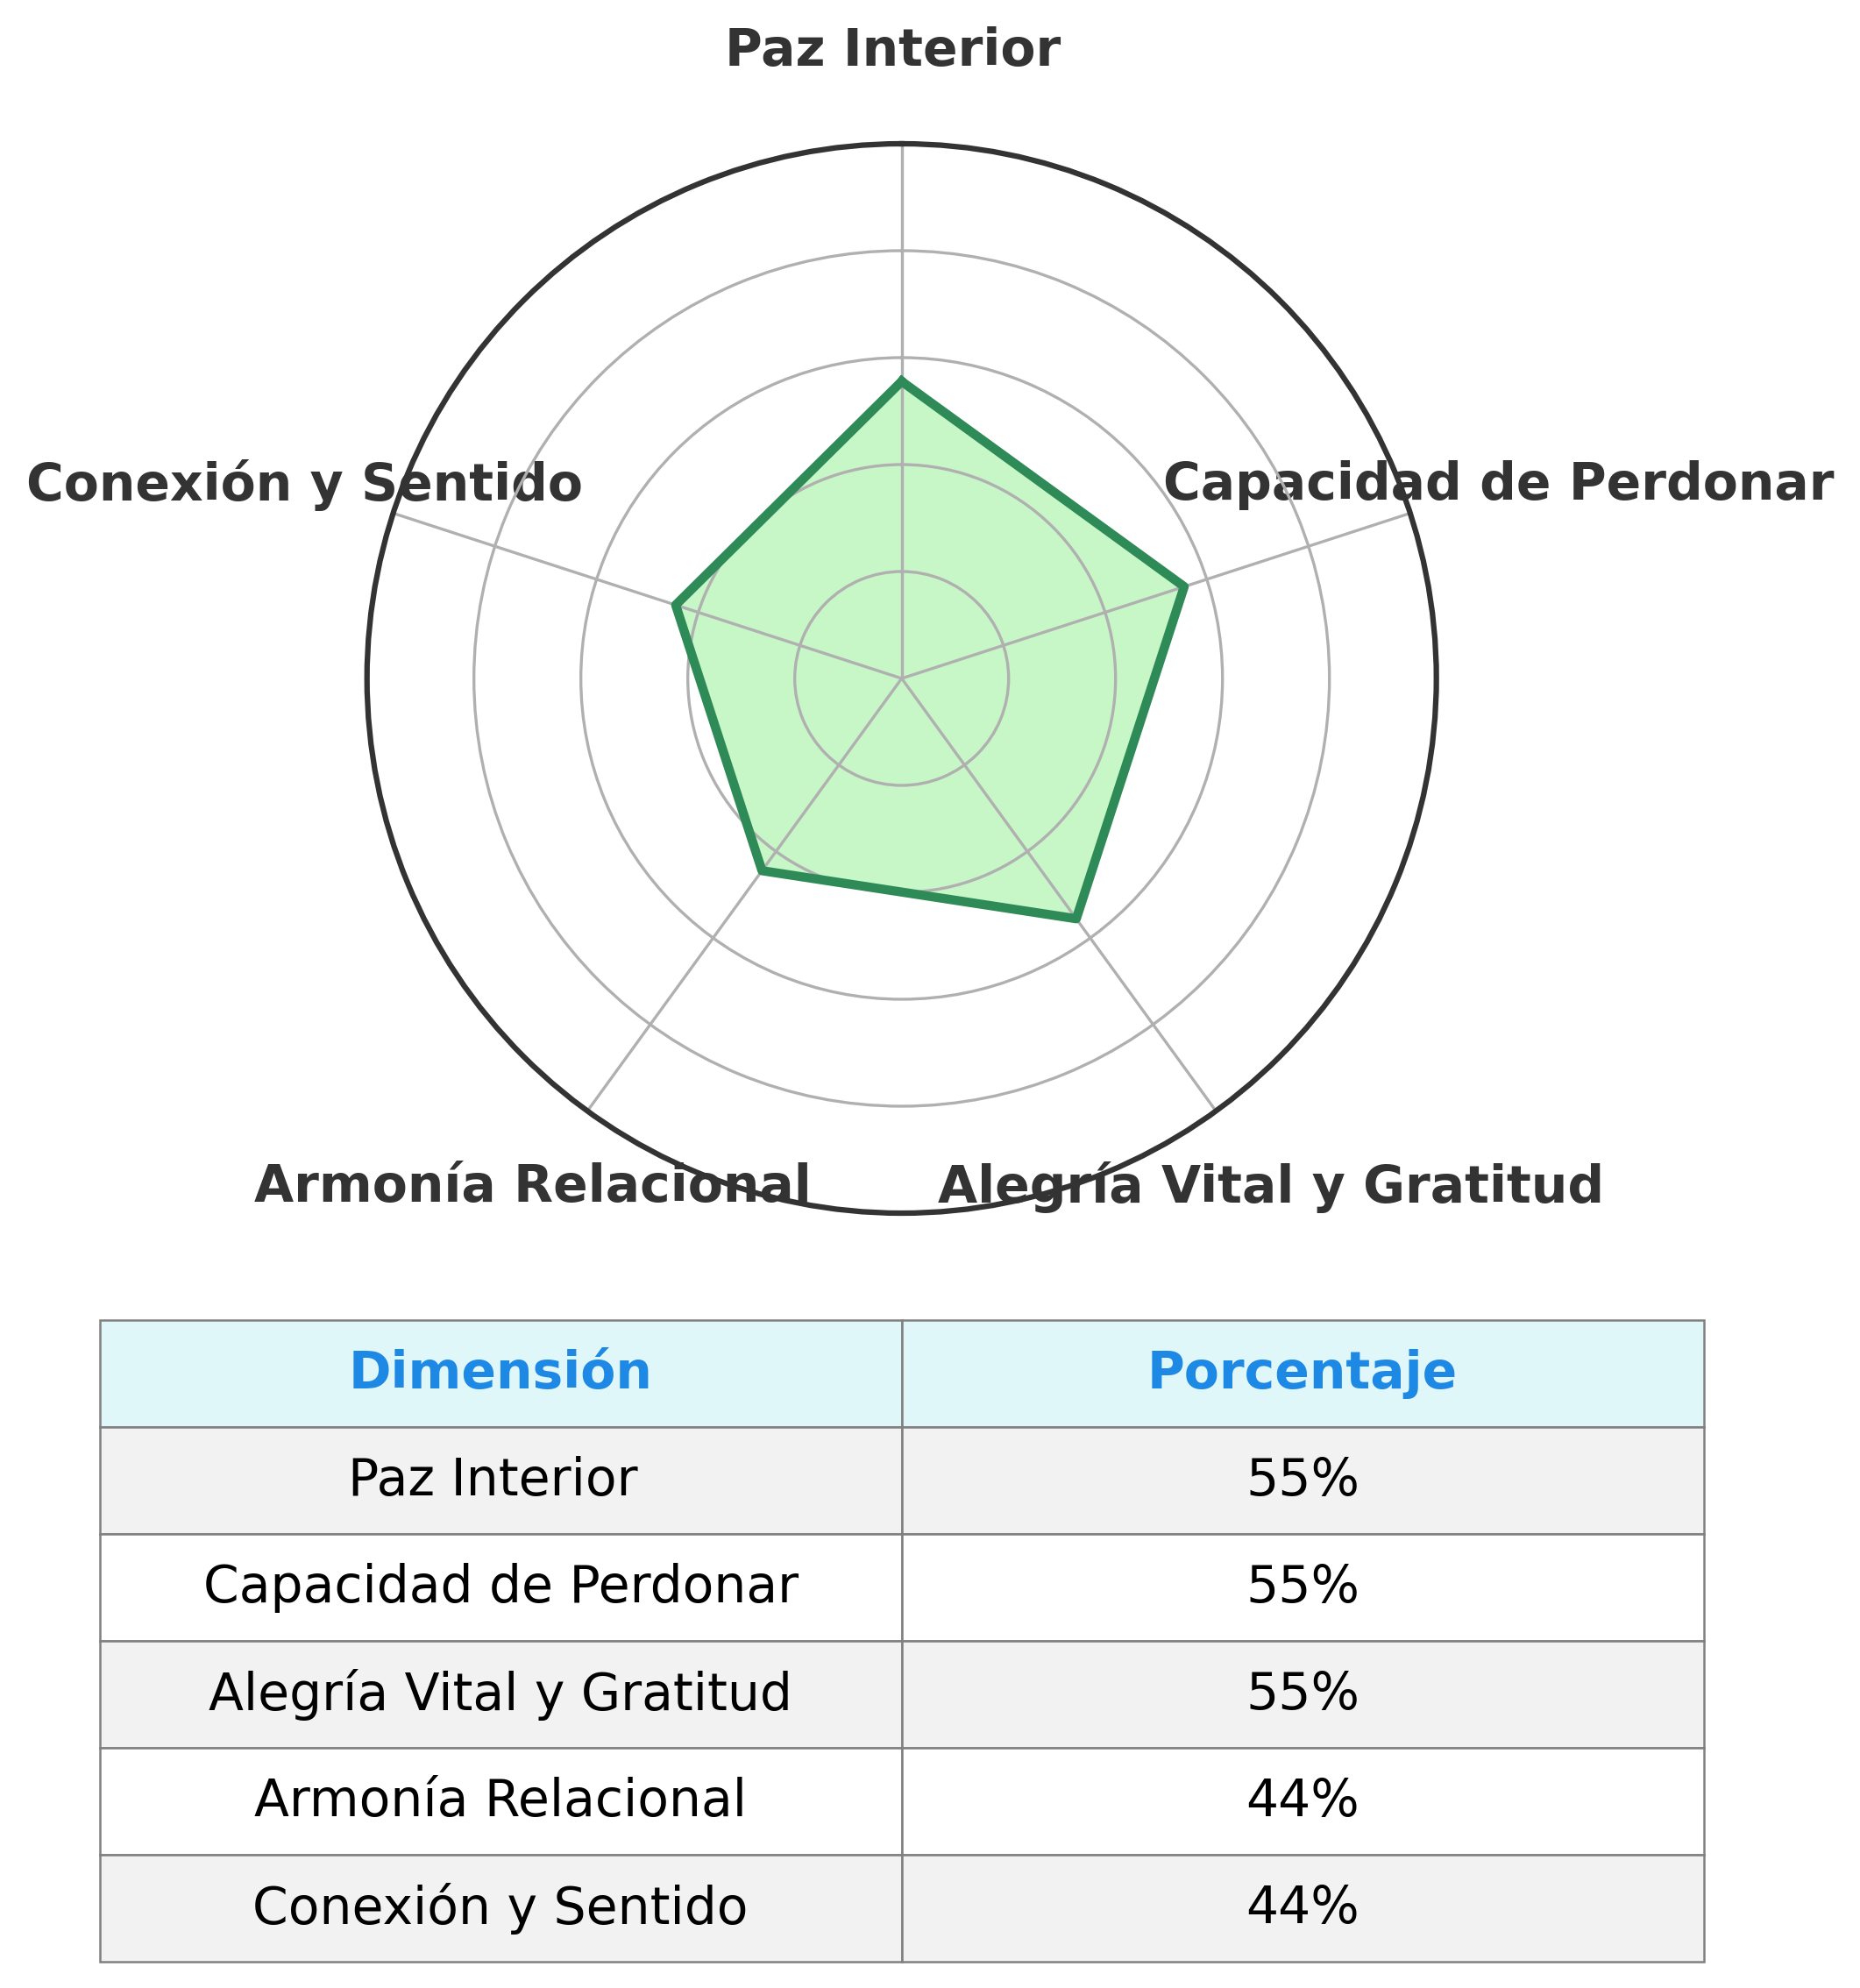 Paz Interior
Conexión y Sentido
Capacidad de Perdonar
Armonía Relacional
Alegría Vital y Gratitud
Dimensión Porcentaje
Paz Interior 55%
Capacidad de Perdonar 55%
Alegría Vital y Gratitud 55%
Armonía Relacional 44%
Conexión y Sentido 44%